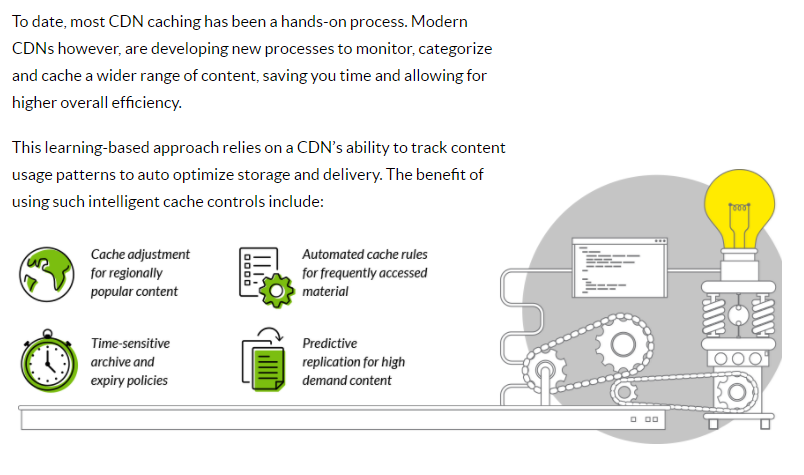 To date, most CDN caching has been a hands-on process. Modern
CDNs however, are developing new processes to monitor, categorize
and cache a wider range of content, saving you time and allowing for
higher overall efficiency.
This learning-based approach relies on a CDN's ability to track content
usage patterns to auto optimize storage and delivery. The benefit of
using such intelligent cache controls include:
Cache adjustment
for regionally
popular content
Automated cache rules
for frequently accessed
material
Time-sensitive
archive and
expiry policies
Predictive
replication for high
demand content